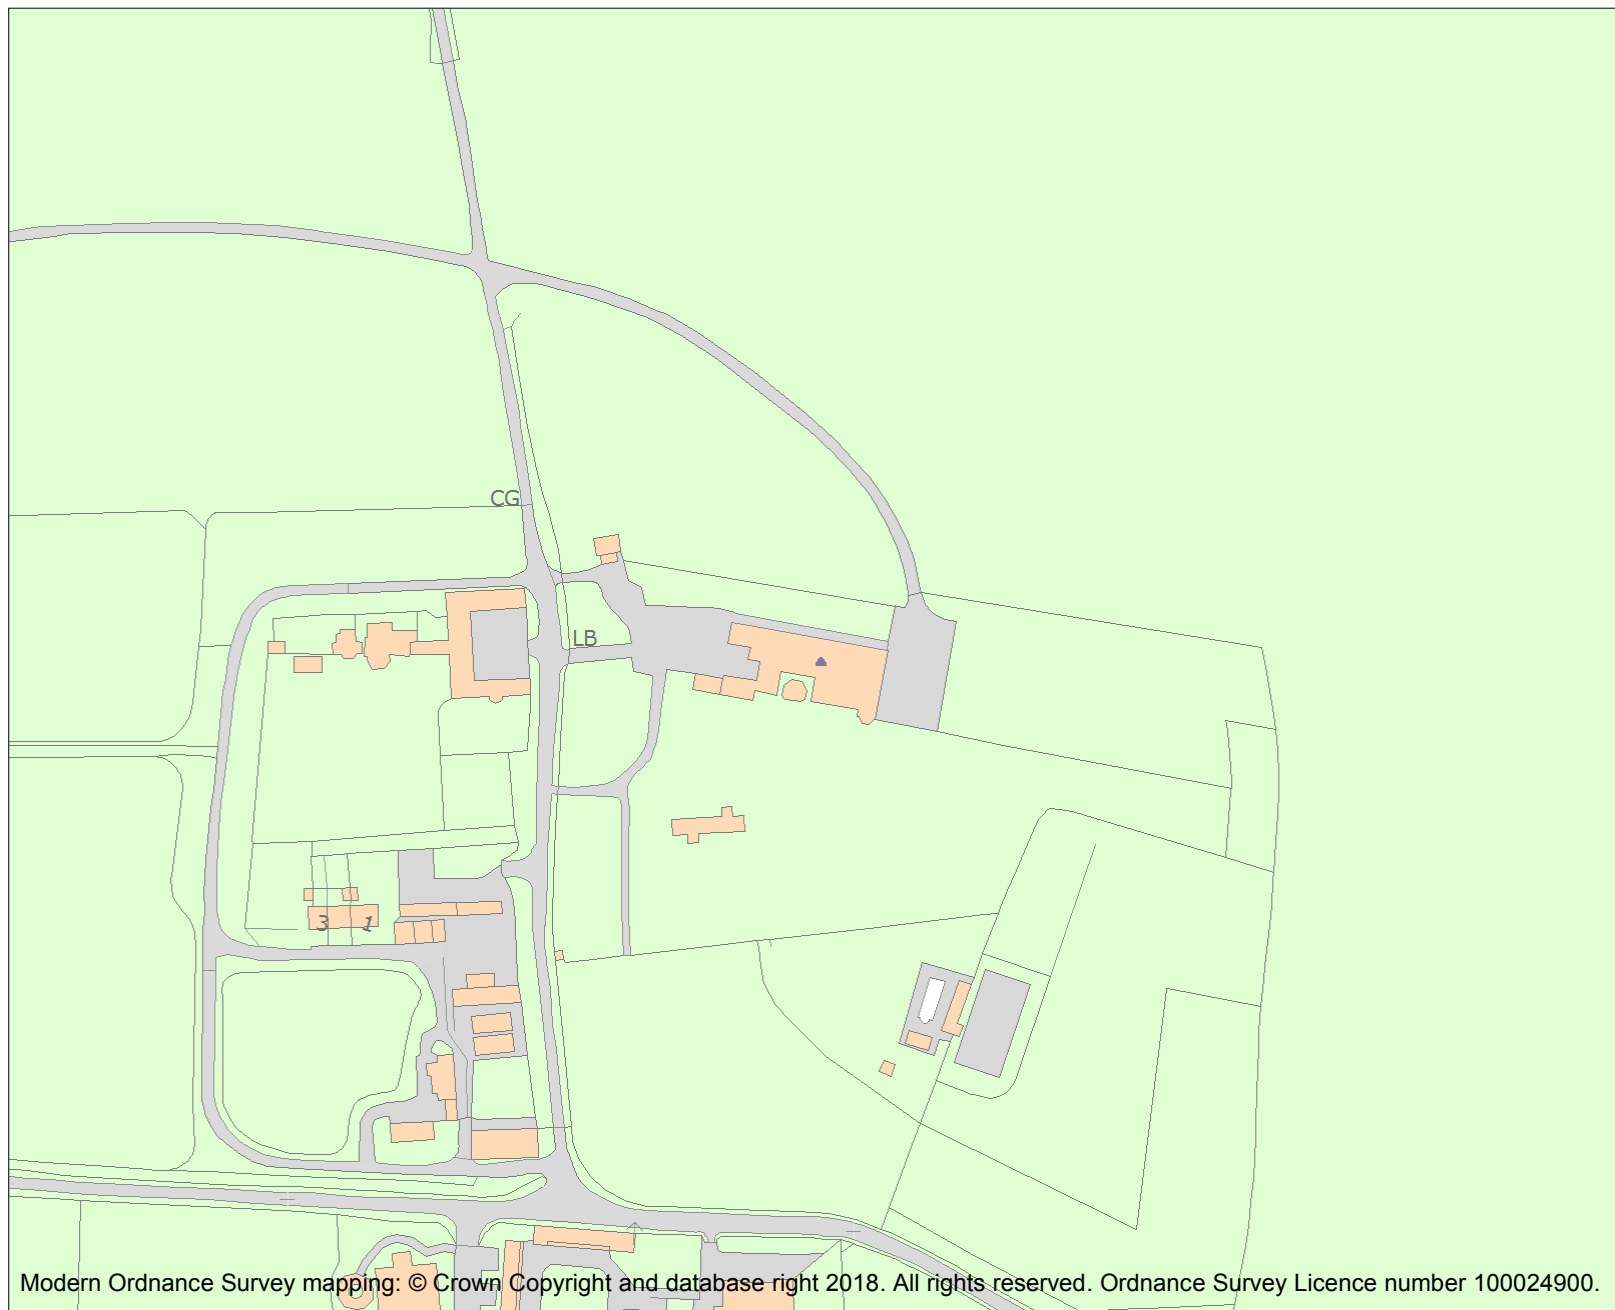 CG
LB
3 1
Modern Ordnance Survey mapping: © Crown Copyright and database right 2018. All rights reserved. Ordnance Survey Licence number 100024900.